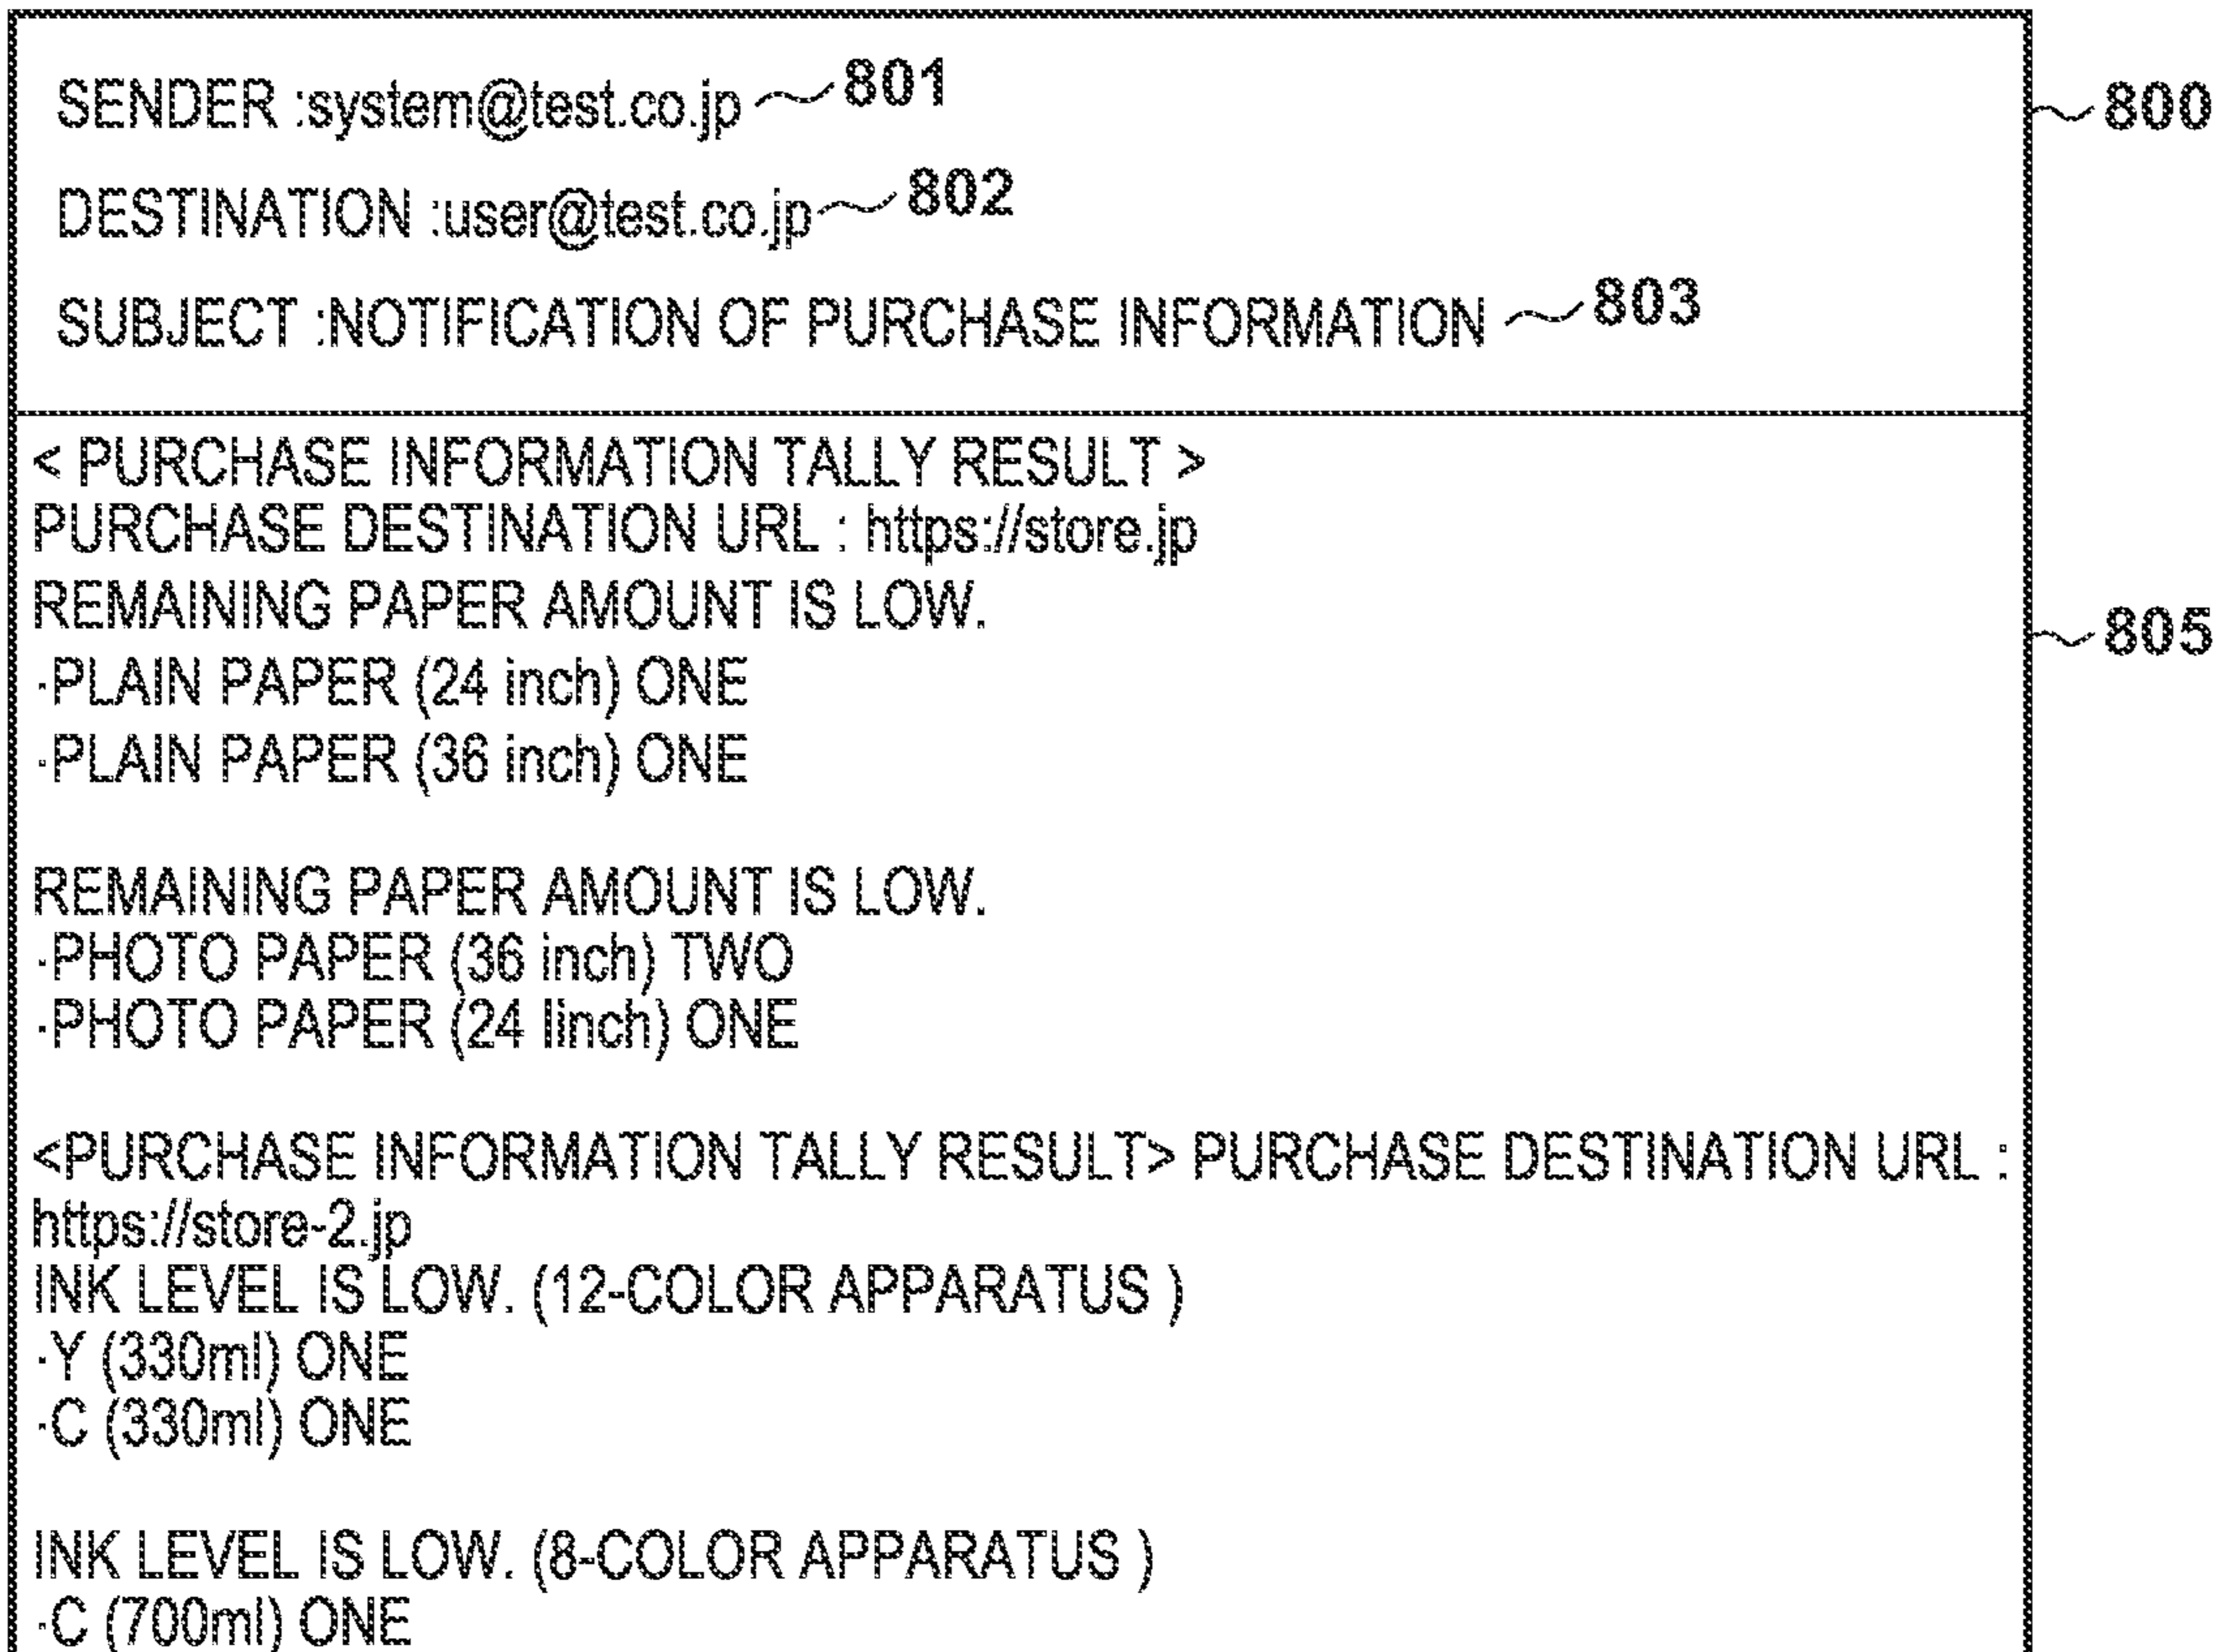 SENDER :system@test.co.jp ~801
~800
DESTINATION :user@test.co.jp ~802
SUBJECT :NOTIFICATION OF PURCHASE INFORMATION ~803
< PURCHASE INFORMATION TALLY RESULT >
PURCHASE DESTINATION URL : https://store.jp
REMAINING PAPER AMOUNT IS LOW.
~805
·PLAIN PAPER (24 inch) ONE
·PLAIN PAPER (36 inch) ONE
REMAINING PAPER AMOUNT IS LOW.
·PHOTO PAPER (36 inch) TWO
·PHOTO PAPER (24 linch) ONE
<PURCHASE INFORMATION TALLY RESULT> PURCHASE DESTINATION URL :
https://store-2.jp
INK LEVEL IS LOW. (12-COLOR APPARATUS )
·Y (330ml) ONE
·C (330ml) ONE
INK LEVEL IS LOW. (8-COLOR APPARATUS )
·C (700ml) ONE